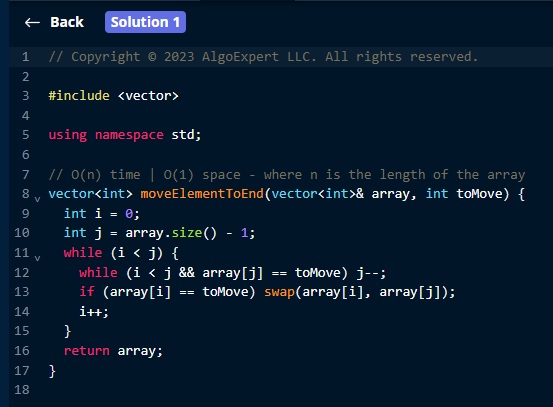 ← Back Solution 1
1 // Copyright © 2023 AlgoExpert LLC. All rights reserved.
2
3 #include <vector>
4
5 using namespace std;
6
7 // O(n) time | O(1) space - where n is the length of the array
8 vector<int> moveElementToEnd(vector<int>& array, int toMove) {
9   int i = 0;
10   int j = array.size() - 1;
11   while (i < j) {
12     while (i < j && array[j] == toMove) j--;
13     if (array[i] == toMove) swap(array[i], array[j]);
14     i++;
15   }
16   return array;
17 }
18